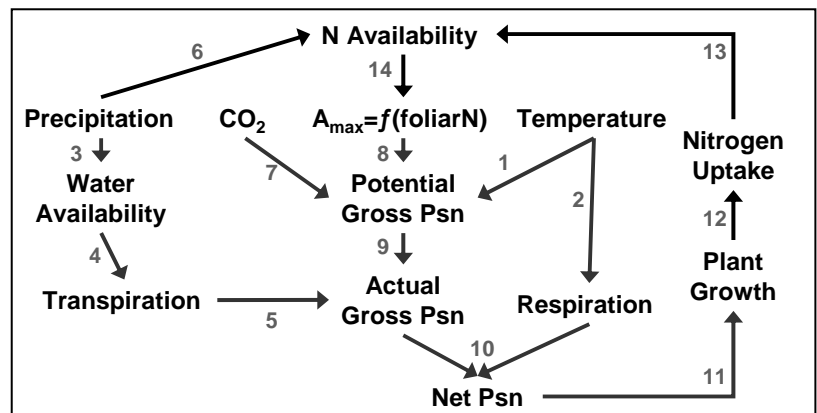 N Availability
6
13
14
Precipitation
CO2
Amax=ƒ(foliarN)
Temperature
3
8
1
Nitrogen
Uptake
7
Water
Availability
Potential
Gross Psn
2
12
4
9
Plant
Growth
Transpiration
5
Actual
Gross Psn
Respiration
10
11
Net Psn